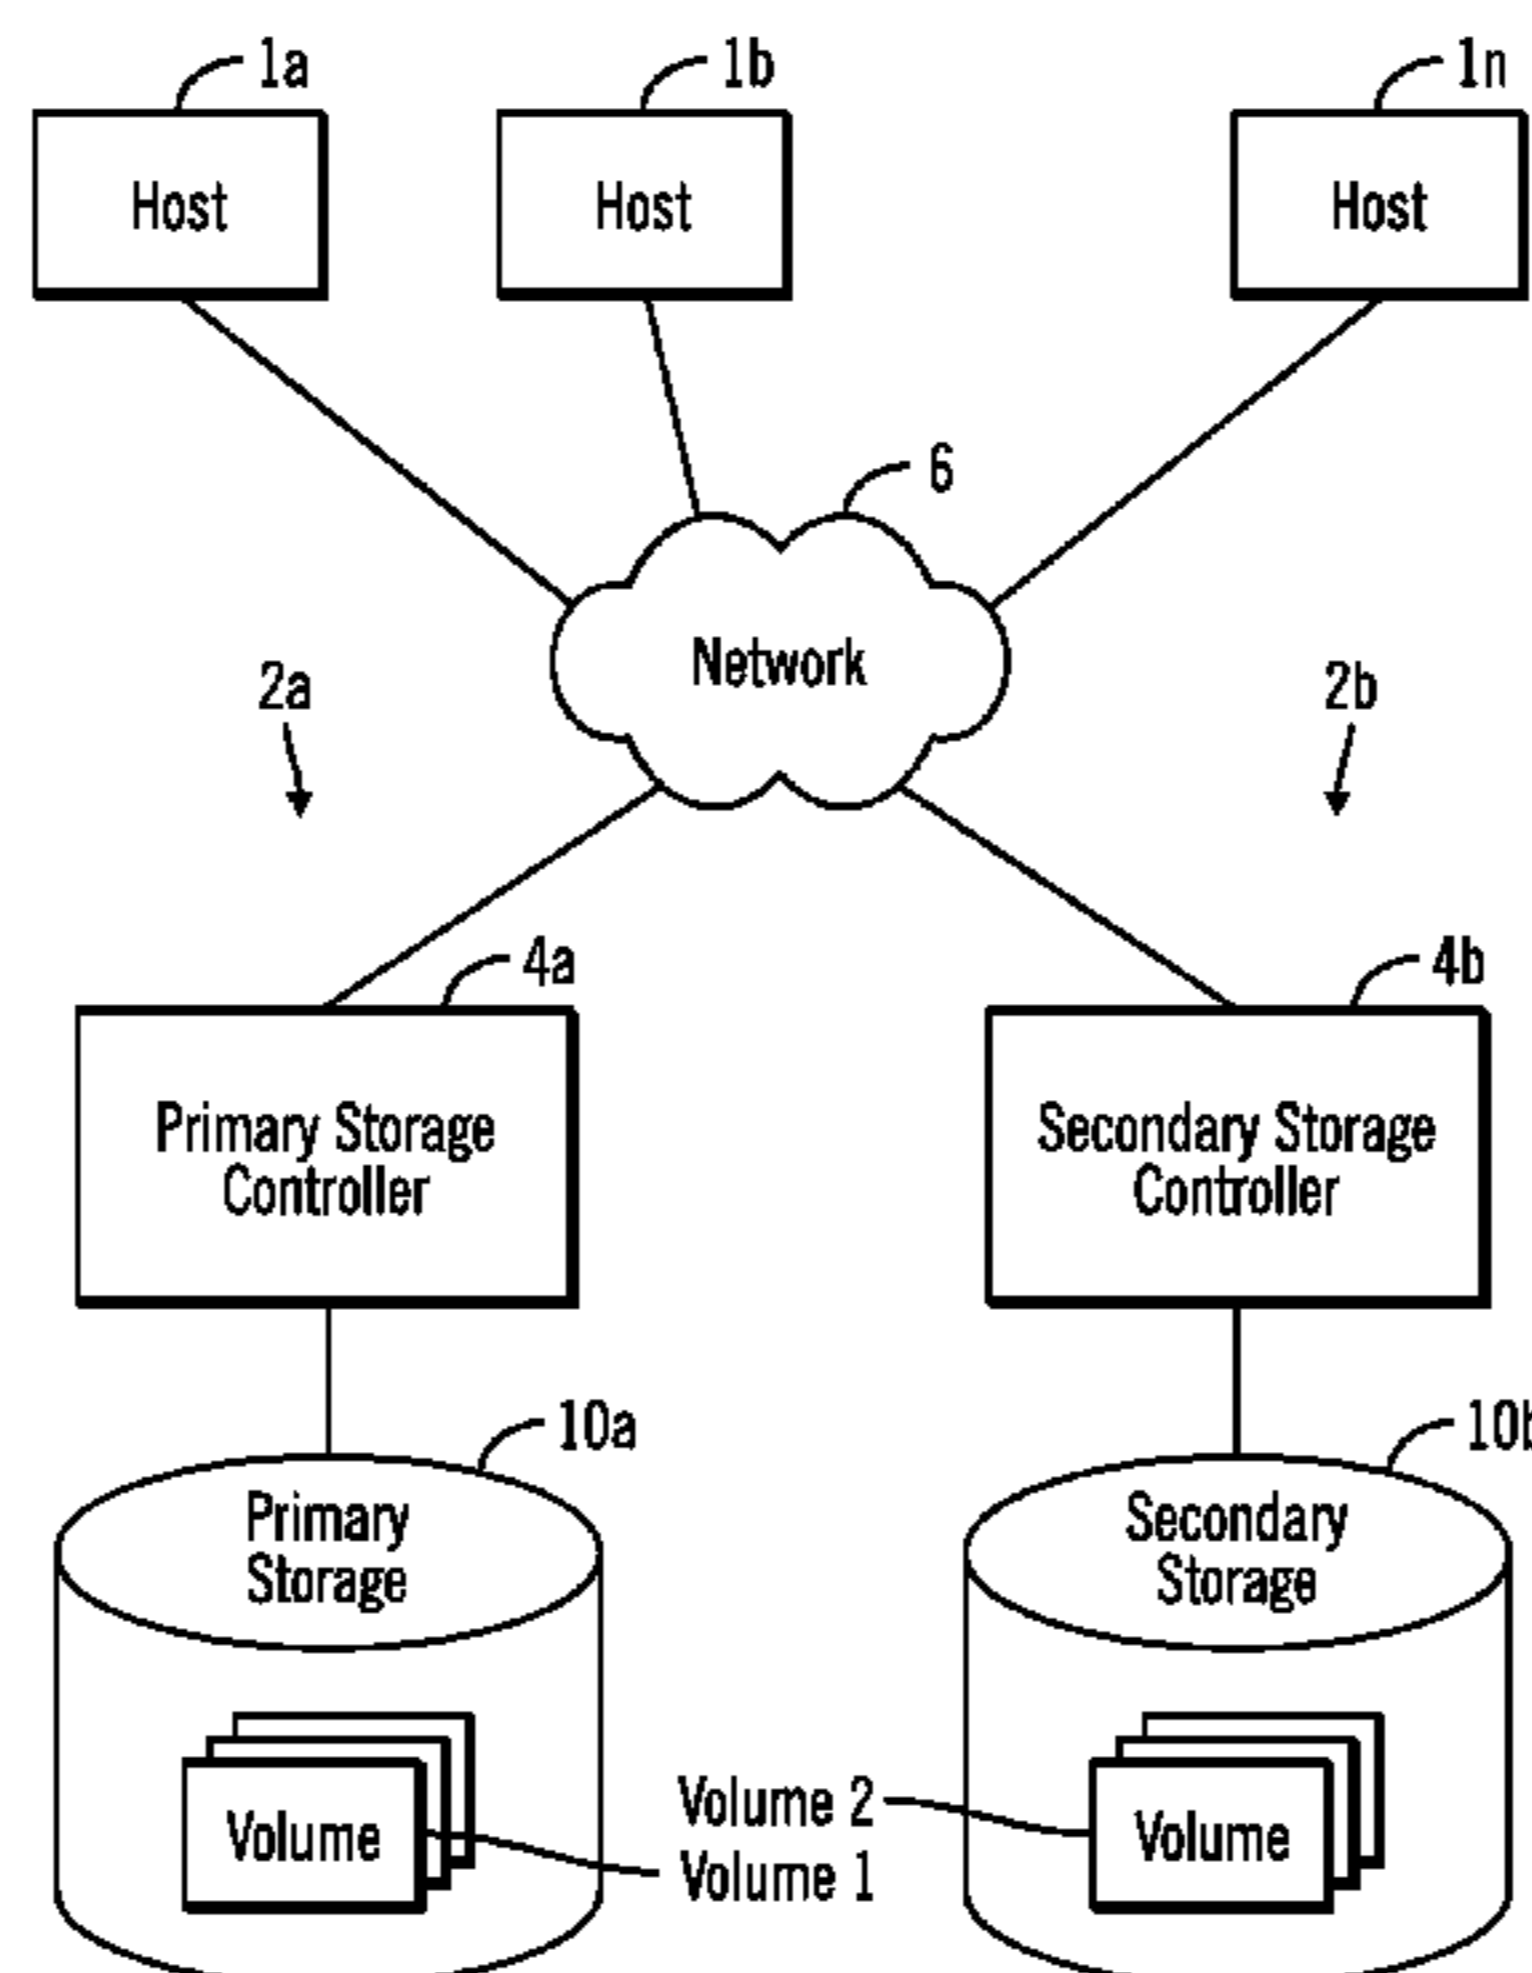 1a
1b
1n
Host
Host
Host
6
Network
2a
2b
4a
4b
Primary Storage
Controller
Secondary Storage
Controller
10a
10b
Primary
Storage
Secondary
Storage
Volume
Volume 2
Volume 1
Volume